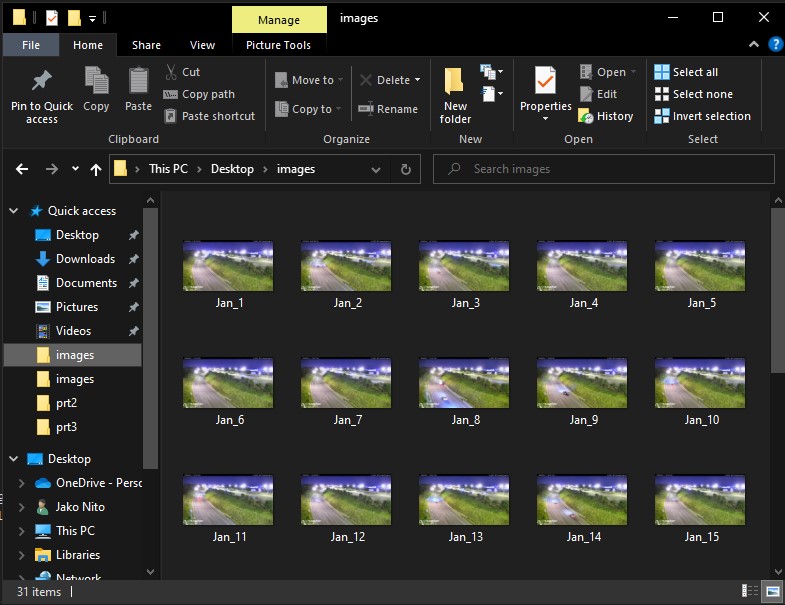 Manage
images
File
Home
Share
View
Picture Tools
Pin to Quick access
Copy
Paste
Cut
Copy path
Paste shortcut
Clipboard
Move to
Copy to
Delete
Rename
Organize
New folder
New
Properties
Open
Edit
History
Open
Select all
Select none
Invert selection
Select
This PC > Desktop > images
Search images
Quick access
Desktop
Downloads
Documents
Pictures
Videos
images
images
prt2
prt3
Desktop
OneDrive - Persc
Jako Nito
This PC
Libraries
Network
Jan_1
Jan_2
Jan_3
Jan_4
Jan_5
Jan_6
Jan_7
Jan_8
Jan_9
Jan_10
Jan_11
Jan_12
Jan_13
Jan_14
Jan_15
31 items